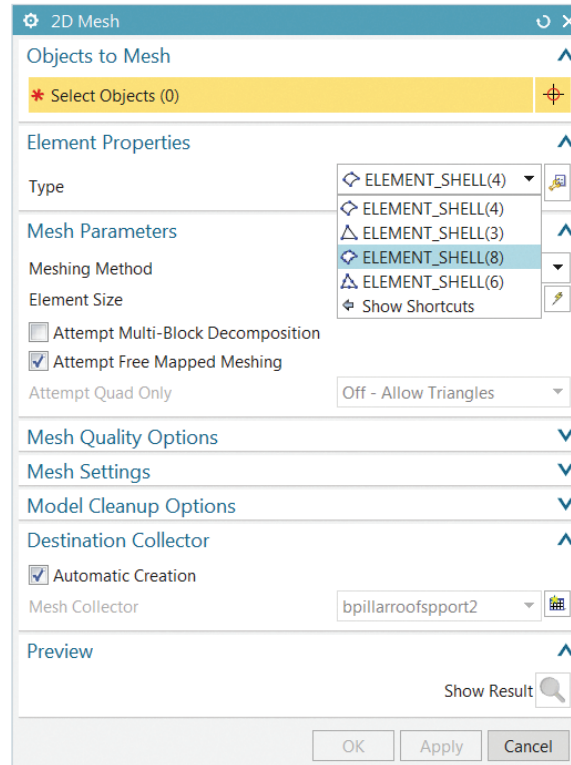 2D Mesh
Objects to Mesh
* Select Objects (0)
Element Properties
Type ELEMENT_SHELL(4)
ELEMENT_SHELL(4)
Mesh Parameters ELEMENT_SHELL(3)
Meshing Method ELEMENT_SHELL(8)
ELEMENT_SHELL(6)
Element Size Show Shortcuts
Attempt Multi-Block Decomposition
Attempt Free Mapped Meshing
Attempt Quad Only Off - Allow Triangles
Mesh Quality Options
Mesh Settings
Model Cleanup Options
Destination Collector
Automatic Creation
Mesh Collector bpillarroofspport2
Preview
Show Result
OK Apply Cancel